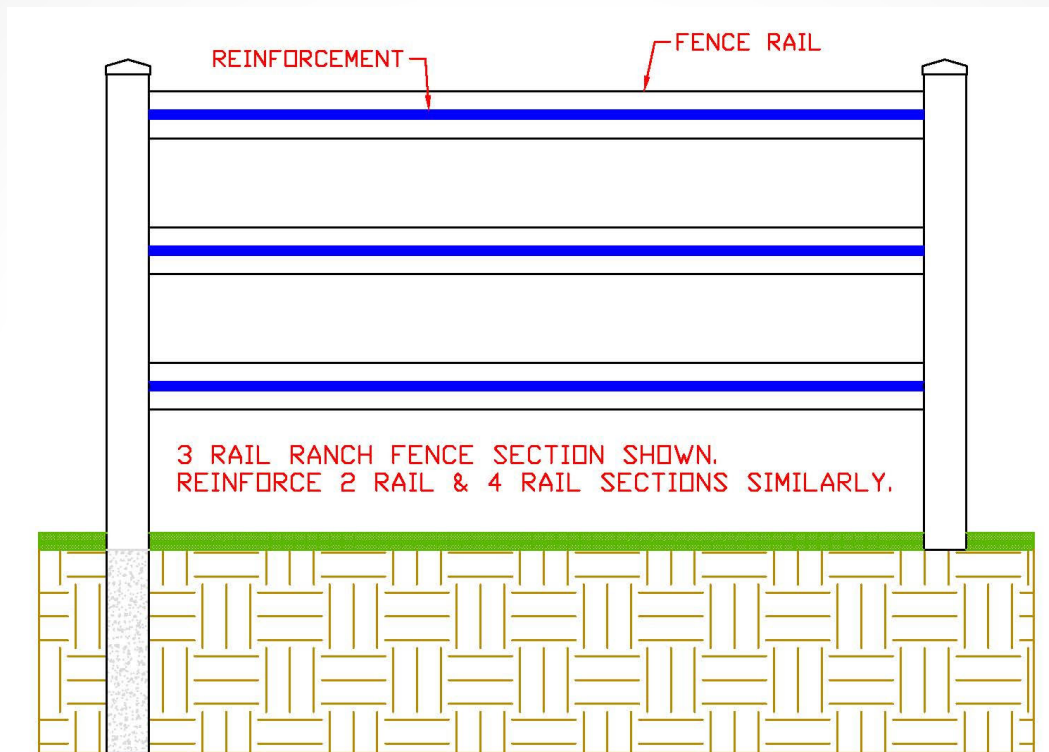 REINFORCEMENT
FENCE RAIL
3 RAIL RANCH FENCE SECTION SHOWN.
REINFORCE 2 RAIL & 4 RAIL SECTIONS SIMILARLY.